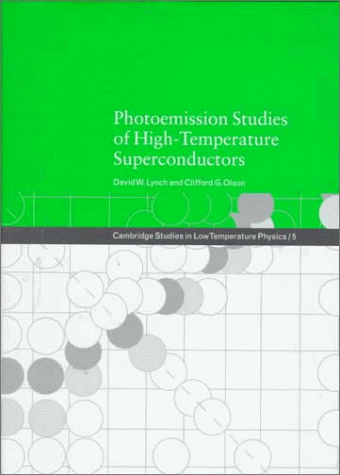 Photoemission Studies
of High-Temperature
Superconductors
David W. Lynch and Clifford G. Olson
Cambridge Studies in Low Temperature Physics / 5